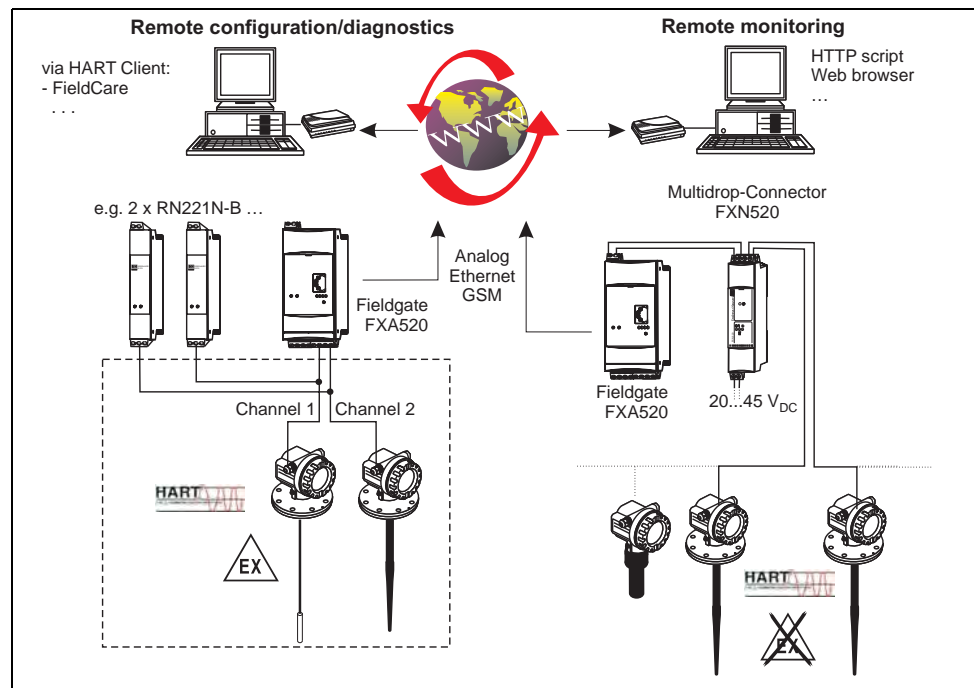 Remote configuration/diagnostics
Remote monitoring
via HART Client:
- FieldCare
. . .
HTTP script
Web browser
...
WWW
Multidrop-Connector
FXN520
e.g. 2 x RN221N-B ...
Analog
Ethernet
GSM
Fieldgate
FXA520
Fieldgate
FXA520
20...45 VDC
Channel 1
Channel 2
HART
EX
HART
EX